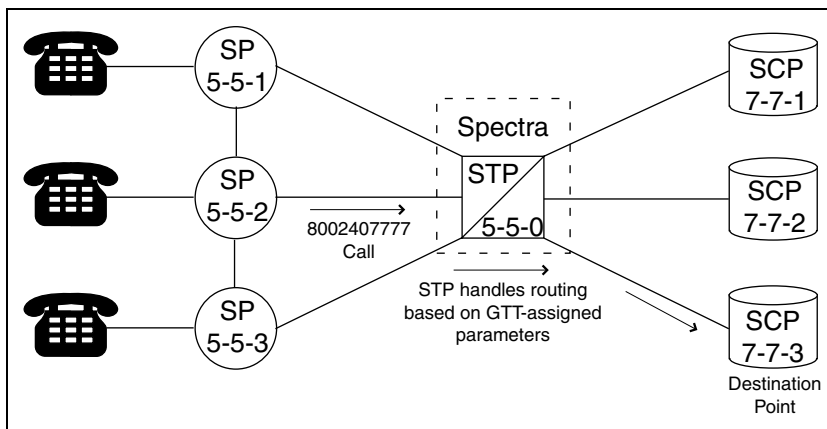 SP
5-5-1
SP
5-5-2
SP
5-5-3
8002407777
Call
Spectra
STP
5-5-0
STP handles routing
based on GTT-assigned
parameters
SCP
7-7-1
SCP
7-7-2
SCP
7-7-3
Destination
Point